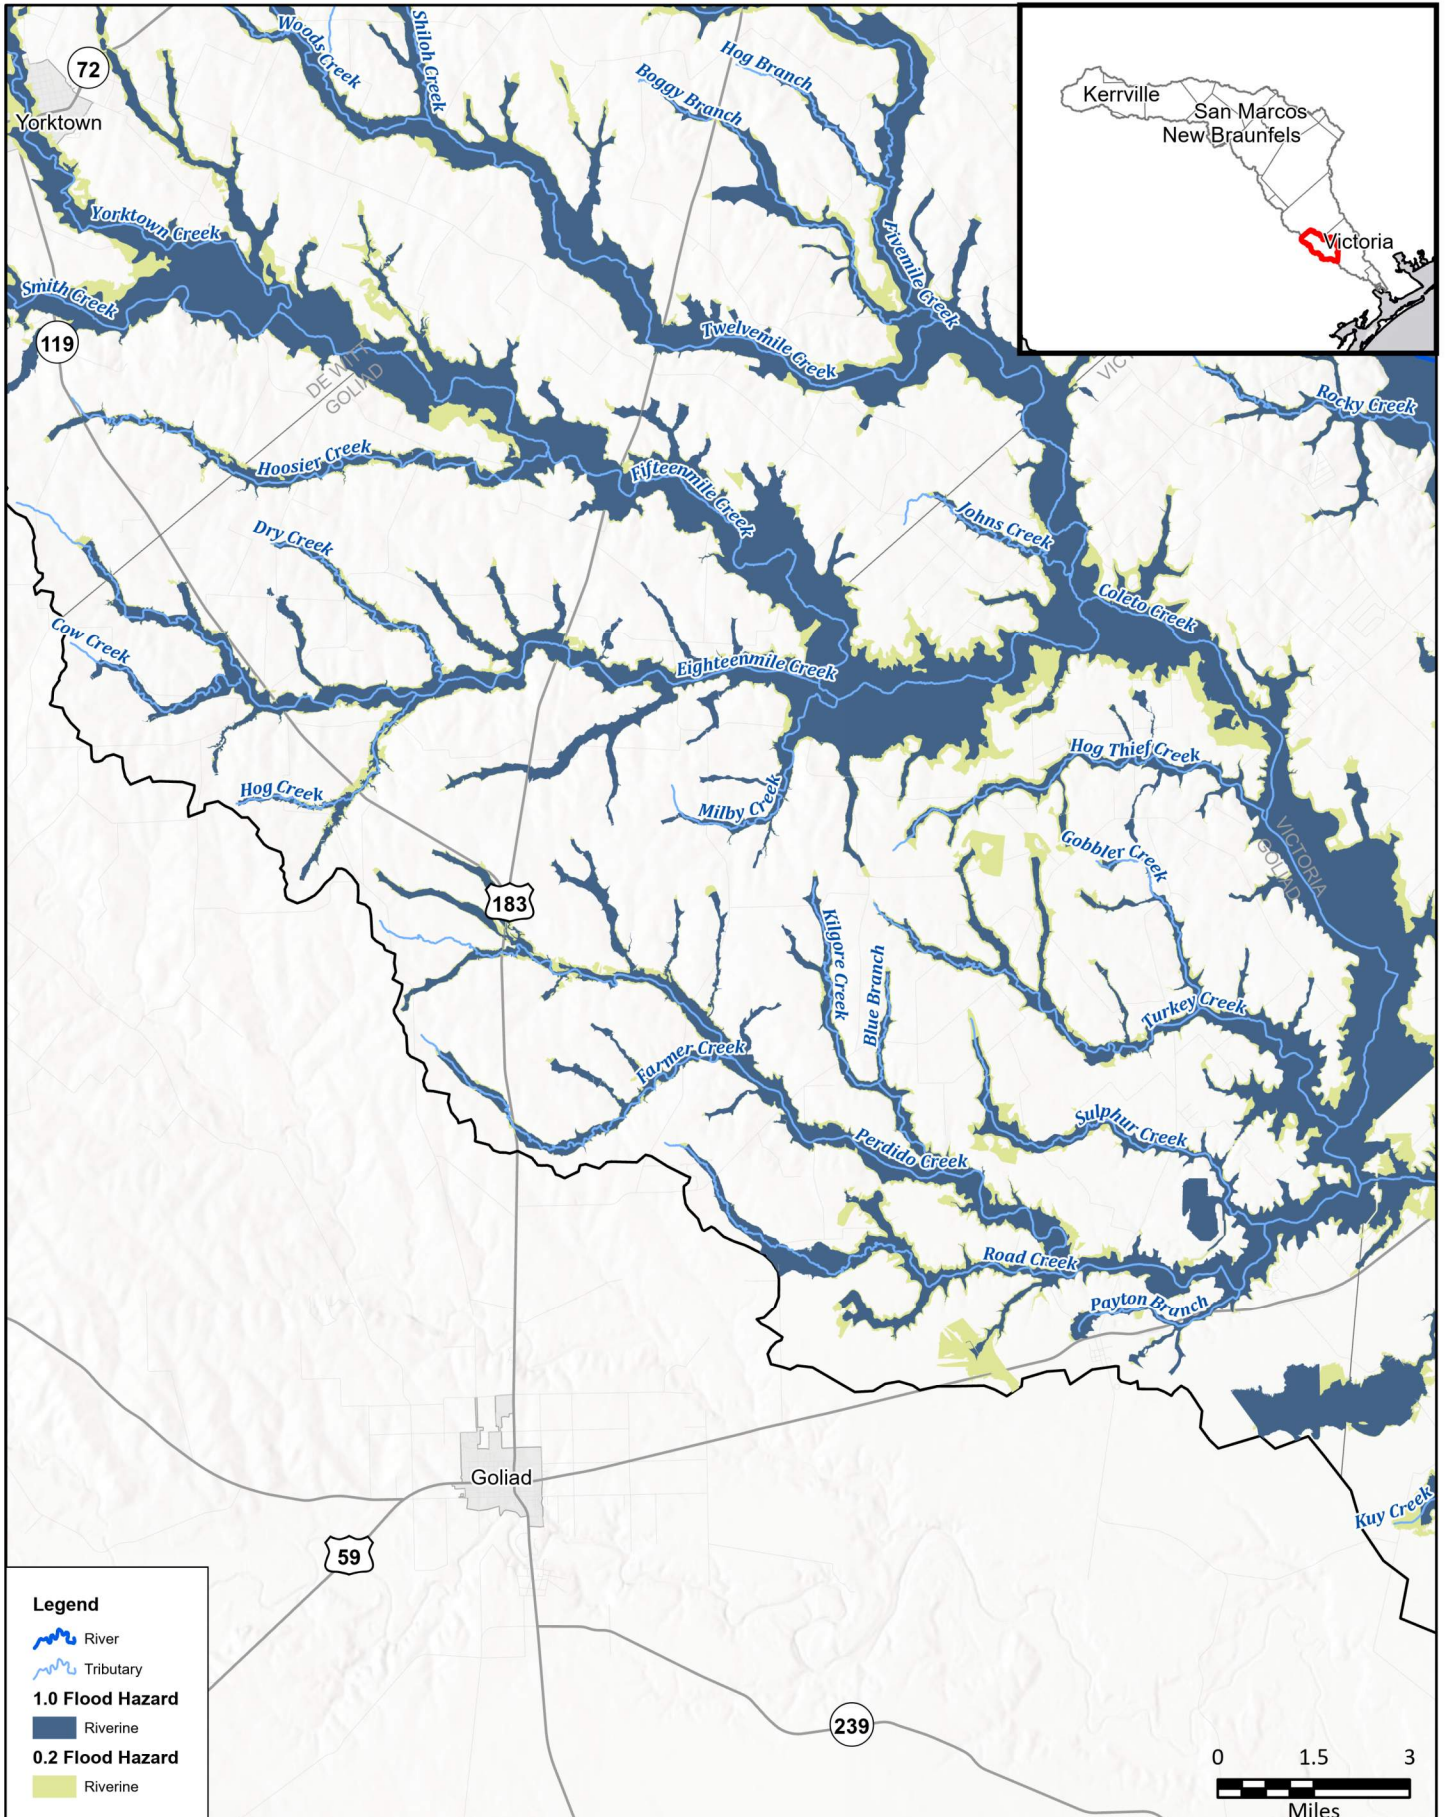 Woods Creek
Shiloh Creek
72
Yorktown
Hog Branch
Boggy Branch
Kerrville
San Marcos
New Braunfels
Victoria
Yorktown Creek
Smith Creek
119
Fivemile Creek
Twelvemile Creek
DE WITT
GOLIAD
VICT
Rocky Creek
Hoosier Creek
Fifteenmile Creek
Dry Creek
Johns Creek
Coleto Creek
Cow Creek
Eighteenmile Creek
Hog Creek
Milby Creek
Hog Thief Creek
Gobbler Creek
VICTORIA
GOLIAD
183
Kilgore Creek
Blue Branch
Turkey Creek
Farmer Creek
Sulphur Creek
Perdido Creek
Road Creek
Payton Branch
Goliad
Kuy Creek
59
239
Legend
River
Tributary
1.0 Flood Hazard
Riverine
0.2 Flood Hazard
Riverine
0 1.5 3
Miles